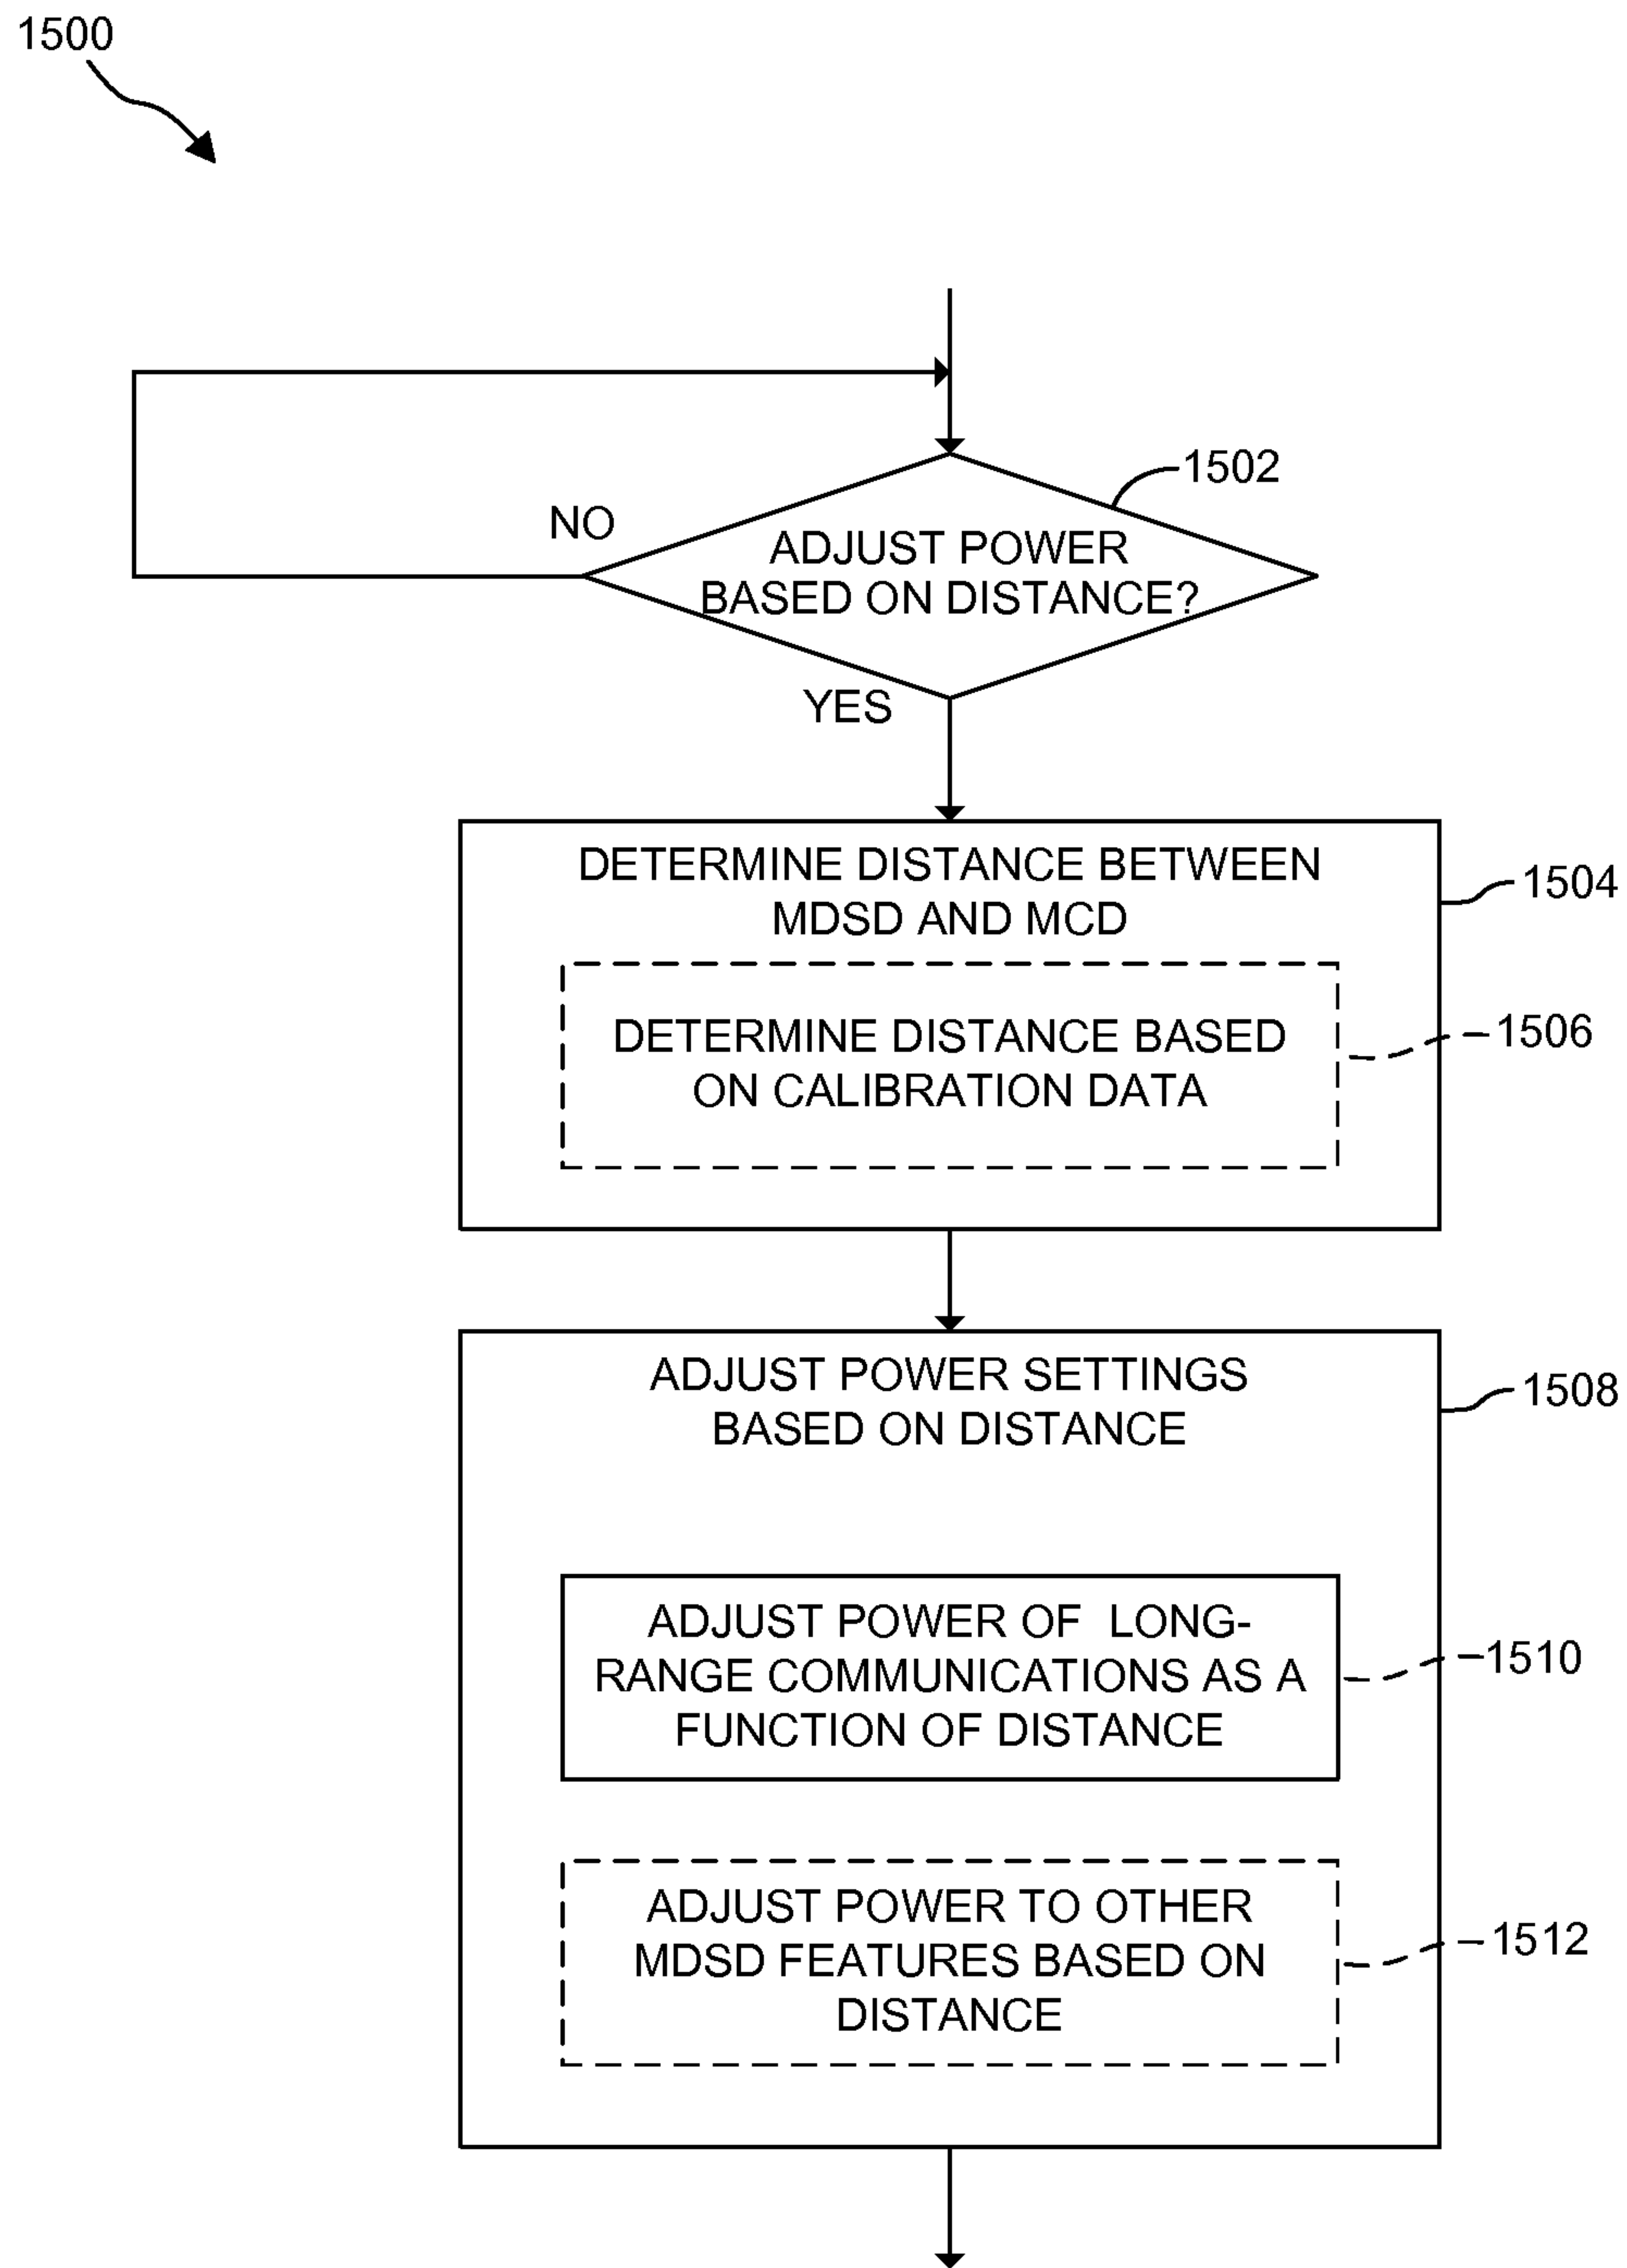 1500
1502
NO
ADJUST POWER
BASED ON DISTANCE?
YES
DETERMINE DISTANCE BETWEEN
MDSD AND MCD
1504
DETERMINE DISTANCE BASED
ON CALIBRATION DATA
1506
ADJUST POWER SETTINGS
BASED ON DISTANCE
1508
ADJUST POWER OF LONG-
RANGE COMMUNICATIONS AS A
FUNCTION OF DISTANCE
1510
ADJUST POWER TO OTHER
MDSD FEATURES BASED ON
DISTANCE
1512